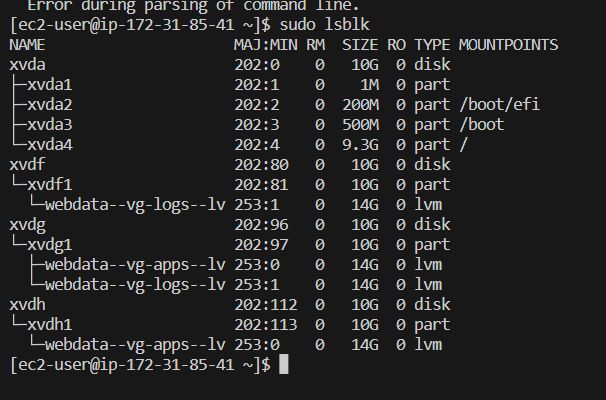 Error during parsing of command line.
[ec2-user@ip-172-31-85-41 ~]$ sudo lsblk
NAME                      MAJ:MIN RM  SIZE RO TYPE MOUNTPOINTS
xvda                      202:0    0   10G  0 disk
├─xvda1                   202:1    0    1M  0 part
├─xvda2                   202:2    0  200M  0 part /boot/efi
├─xvda3                   202:3    0  500M  0 part /boot
└─xvda4                   202:4    0  9.3G  0 part /
xvdf                      202:80   0   10G  0 disk
└─xvdf1                   202:81   0   10G  0 part
  └─webdata--vg-logs--lv 253:1    0   14G  0 lvm
xvdg                      202:96   0   10G  0 disk
└─xvdg1                   202:97   0   10G  0 part
  ├─webdata--vg-apps--lv 253:0    0   14G  0 lvm
  └─webdata--vg-logs--lv 253:1    0   14G  0 lvm
xvdh                      202:112  0   10G  0 disk
└─xvdh1                   202:113  0   10G  0 part
  └─webdata--vg-apps--lv 253:0    0   14G  0 lvm
[ec2-user@ip-172-31-85-41 ~]$